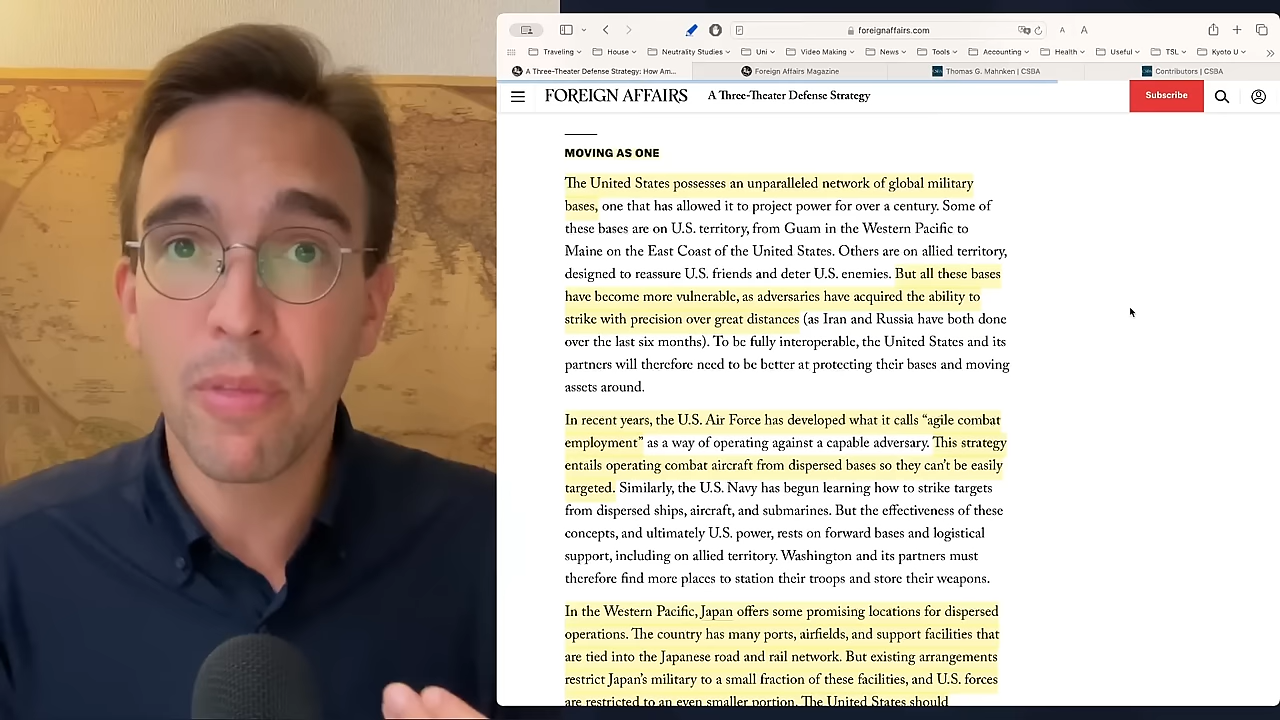 foreignaffairs.com
A
A
Traveling
House
Neutrality Studies
Uni
Video Making
News
Tools
Accounting
Health
Useful
TSL
Kyoto U
A Three-Theater Defense Strategy: How Am...
Foreign Affairs Magazine
Thomas G. Mahnken | CSBA
Contributors | CSBA
FOREIGN AFFAIRS
A Three-Theater Defense Strategy
Subscribe
MOVING AS ONE
The United States possesses an unparalleled network of global military
bases, one that has allowed it to project power for over a century. Some of
these bases are on U.S. territory, from Guam in the Western Pacific to
Maine on the East Coast of the United States. Others are on allied territory,
designed to reassure U.S. friends and deter U.S. enemies. But all these bases
have become more vulnerable, as adversaries have acquired the ability to
strike with precision over great distances (as Iran and Russia have both done
over the last six months). To be fully interoperable, the United States and its
partners will therefore need to be better at protecting their bases and moving
assets around.
In recent years, the U.S. Air Force has developed what it calls “agile combat
employment” as a way of operating against a capable adversary. This strategy
entails operating combat aircraft from dispersed bases so they can’t be easily
targeted. Similarly, the U.S. Navy has begun learning how to strike targets
from dispersed ships, aircraft, and submarines. But the effectiveness of these
concepts, and ultimately U.S. power, rests on forward bases and logistical
support, including on allied territory. Washington and its partners must
therefore find more places to station their troops and store their weapons.
In the Western Pacific, Japan offers some promising locations for dispersed
operations. The country has many ports, airfields, and support facilities that
are tied into the Japanese road and rail network. But existing arrangements
restrict Japan’s military to a small fraction of these facilities, and U.S. forces
are restricted to an even smaller portion. The United States should